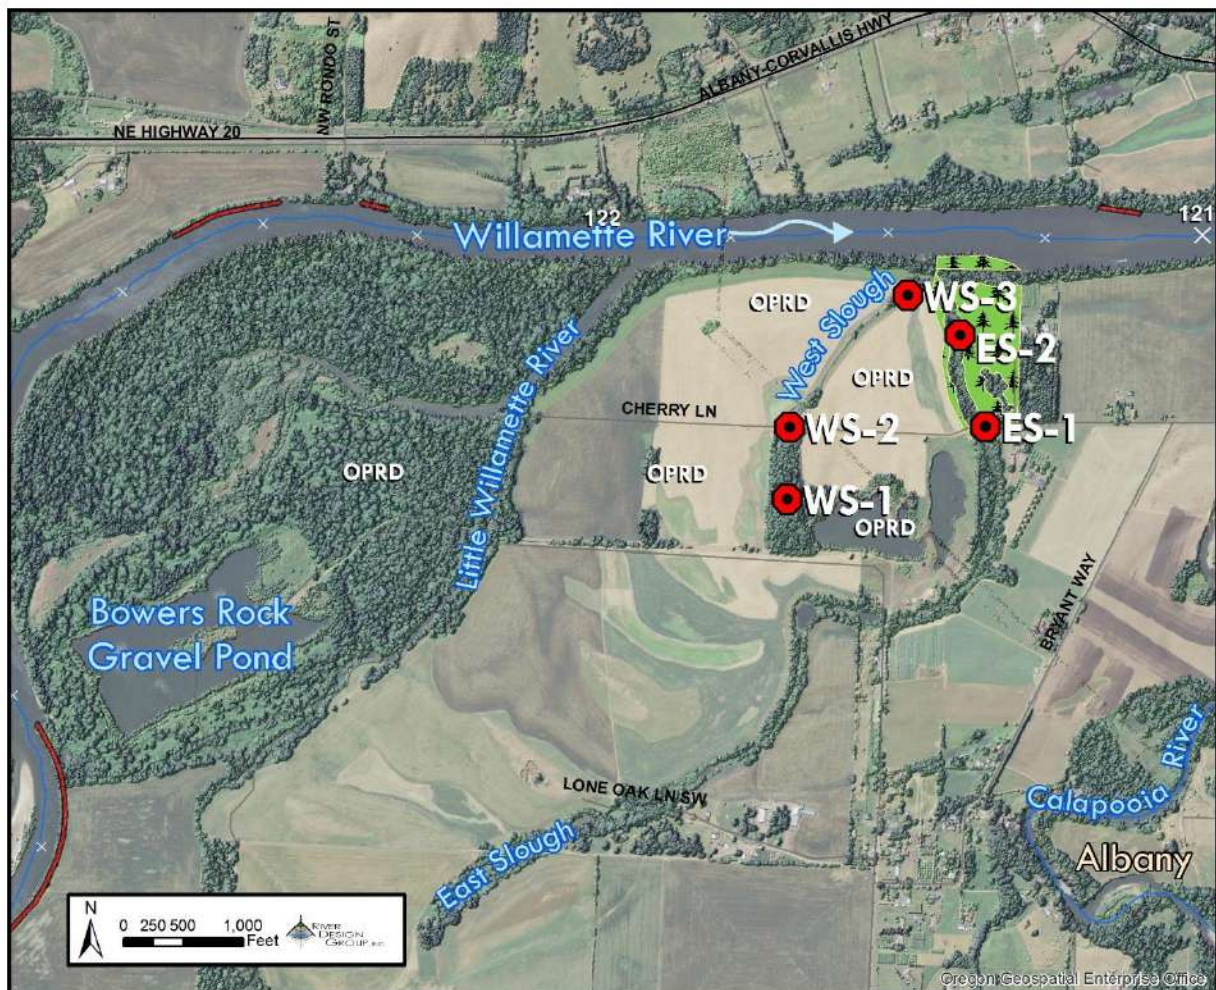 NW RONDO ST
ALBANY-CORVALLIS HWY
NE HIGHWAY 20
122
121
Willamette River
OPRD
West Slough
WS-3
ES-2
OPRD
Little Willamette River
CHERRY LN
WS-2
ES-1
OPRD
OPRD
WS-1
OPRD
Bowers Rock
Gravel Pond
BRYANT WAY
LONE OAK LN SW
Calapooia River
Albany
East Slough
N
0 250 500 1,000
Feet
RIVER
DESIGN
GROUP, INC.
Oregon Geospatial Enterprise Office